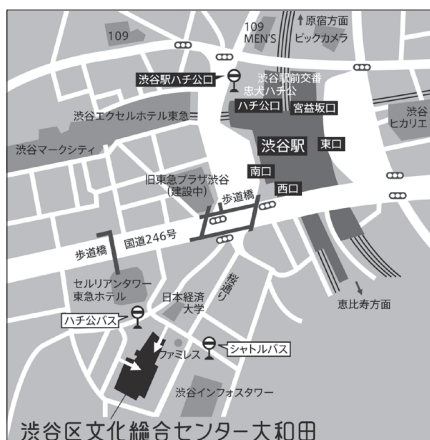 109
109
MEN'S
↑原宿方面
ビックカメラ
渋谷駅ハチ公口
渋谷駅前交番
忠犬ハチ公
ハチ公口
宮益坂口
渋谷エクセルホテル東急
渋谷
ヒカリエ
渋谷駅
東口
渋谷マークシティ
南口
旧東急プラザ渋谷
(建設中)
西口
歩道橋
国道246号
歩道橋
桜通り
セルリアンタワー
東急ホテル
日本経済
大学
恵比寿方面
ハチ公バス
シャトルバス
ファミレス
渋谷インフォスタワー
渋谷区文化総合センター大和田